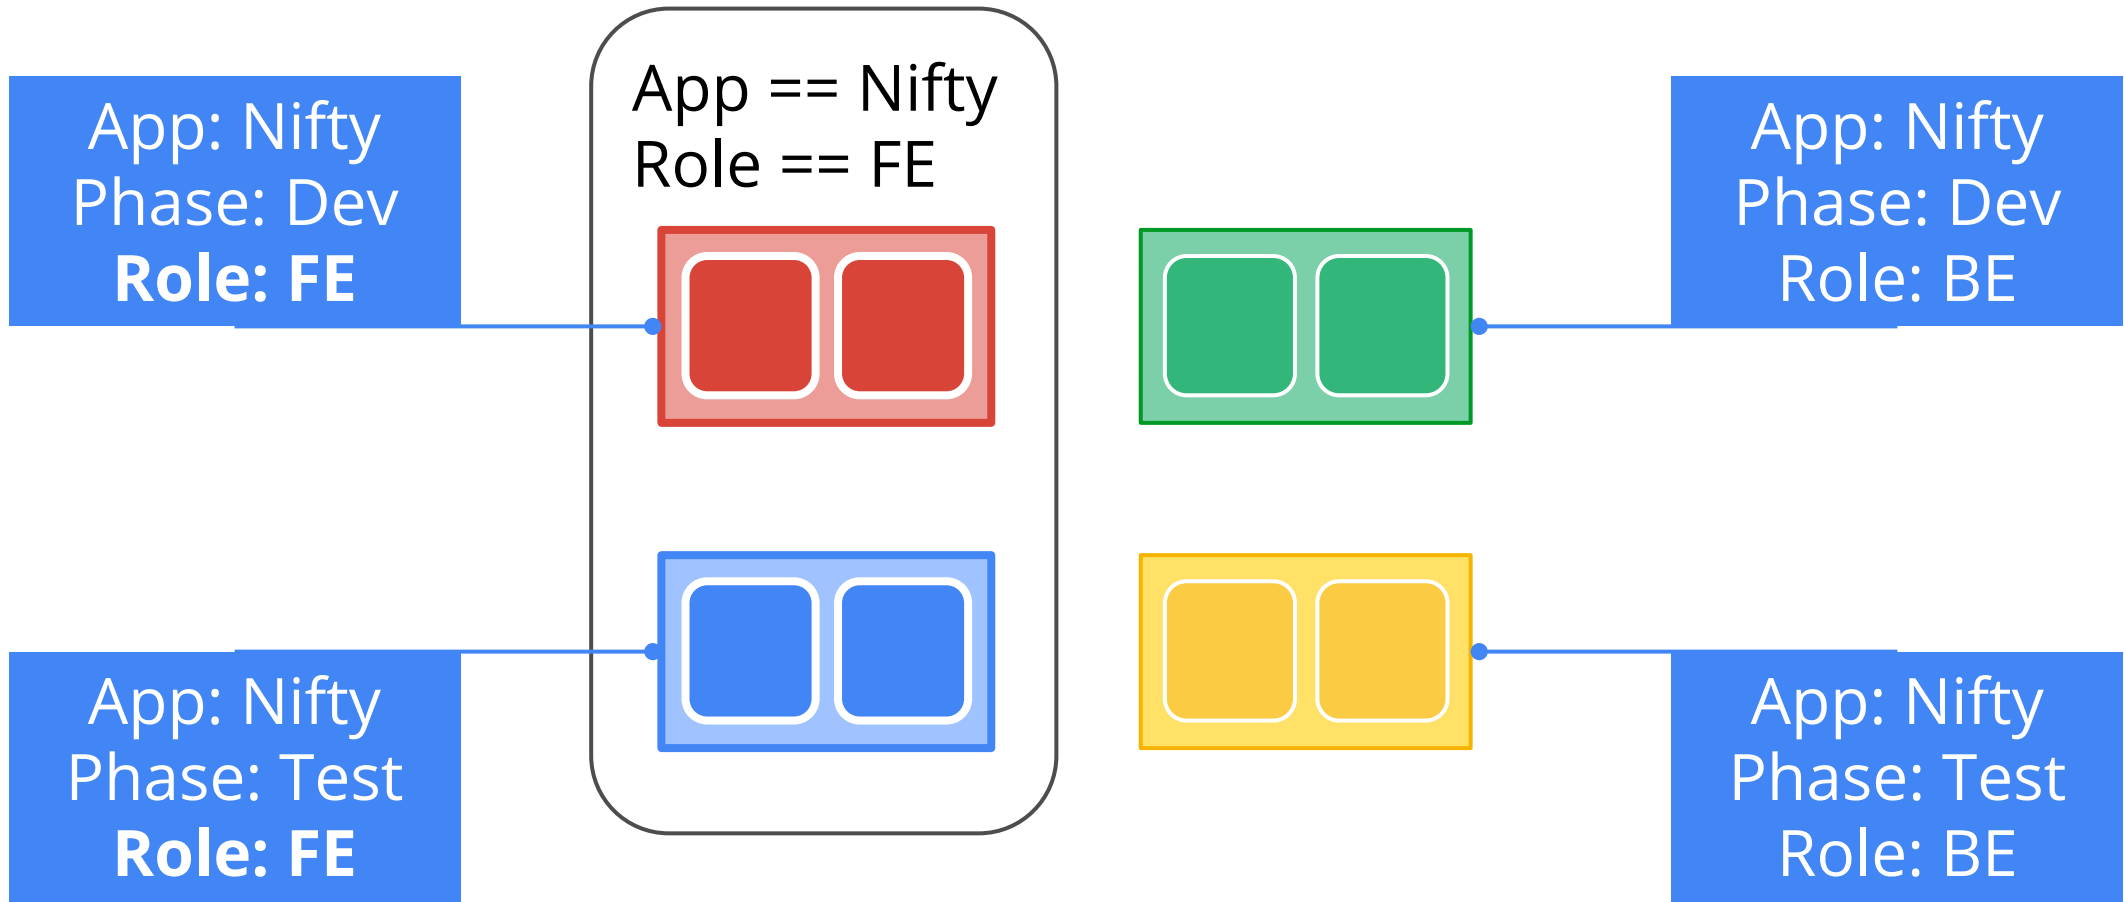 App: Nifty
Phase: Dev
Role: FE
App == Nifty
Role == FE
App: Nifty
Phase: Dev
Role: BE
App: Nifty
Phase: Test
Role: FE
App: Nifty
Phase: Test
Role: BE